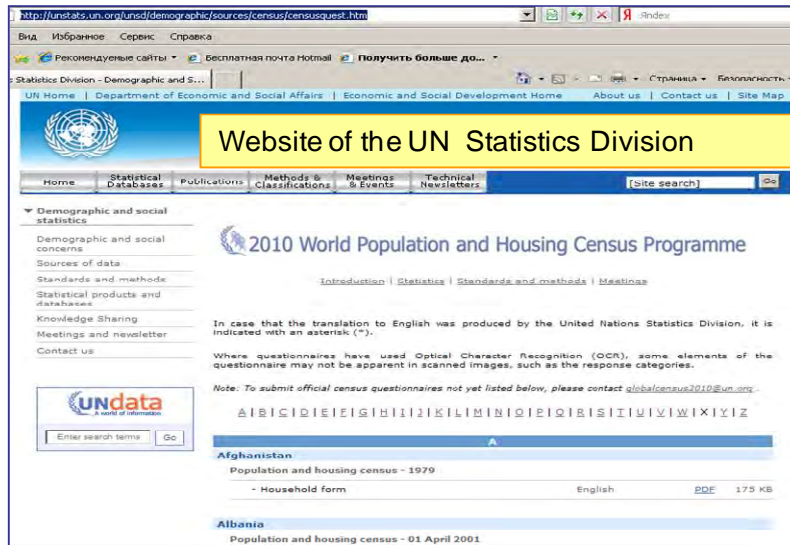 http://unstats.un.org/unsd/demographic/sources/census/censusquest.htm
Яndex
Вид Избранное Сервис Справка
Рекомендуемые сайты Бесплатная почта Hotmail Получить больше до...
: Statistics Division - Demographic and S...
Страница Безопасность
UN Home | Department of Economic and Social Affairs | Economic and Social Development Home About us | Contact us | Site Map
Website of the UN Statistics Division
Home Statistical Databases Publications Methods & Classifications Meetings & Events Technical Newsletters [Site search] Go
Demographic and social statistics
Demographic and social concerns
Sources of data
Standards and methods
Statistical products and databases
Knowledge Sharing
Meetings and newsletter
Contact us
UNdata
A world of information
Enter search terms Go
2010 World Population and Housing Census Programme
Introduction | Statistics | Standards and methods | Meetings
In case that the translation to English was produced by the United Nations Statistics Division, it is
indicated with an asterisk (*).
Where questionnaires have used Optical Character Recognition (OCR), some elements of the
questionnaire may not be apparent in scanned images, such as the response categories.
Note: To submit official census questionnaires not yet listed below, please contact globalcensus2010@un.org .
A | B | C | D | E | F | G | H | I | J | K | L | M | N | O | P | Q | R | S | T | U | V | W | X | Y | Z
A
Afghanistan
Population and housing census - 1979
- Household form English PDF 175 KB
Albania
Population and housing census - 01 April 2001